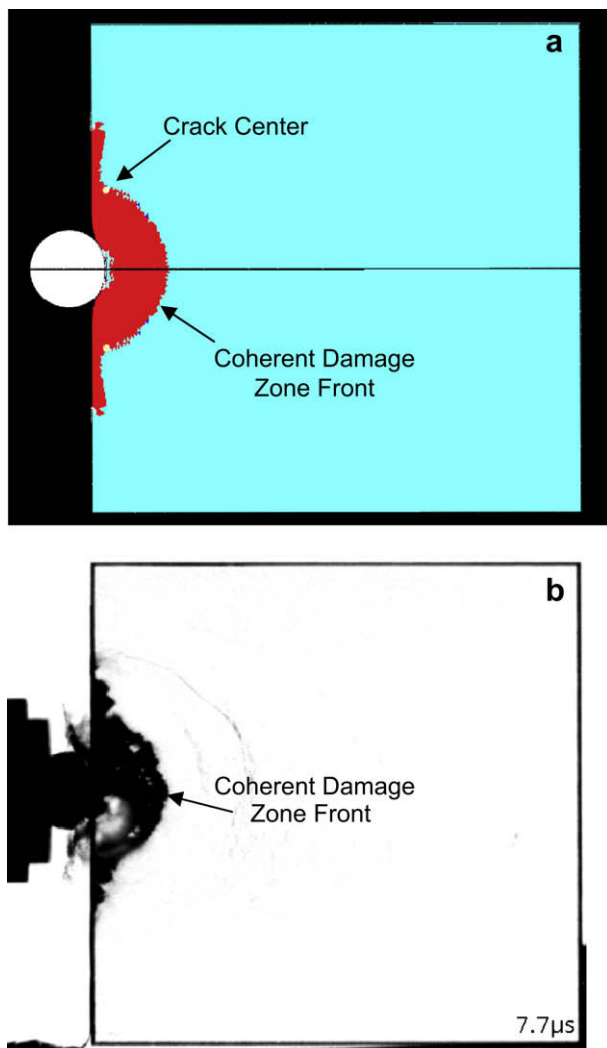 a
Crack Center
Coherent Damage
Zone Front
b
Coherent Damage
Zone Front
7.7µs